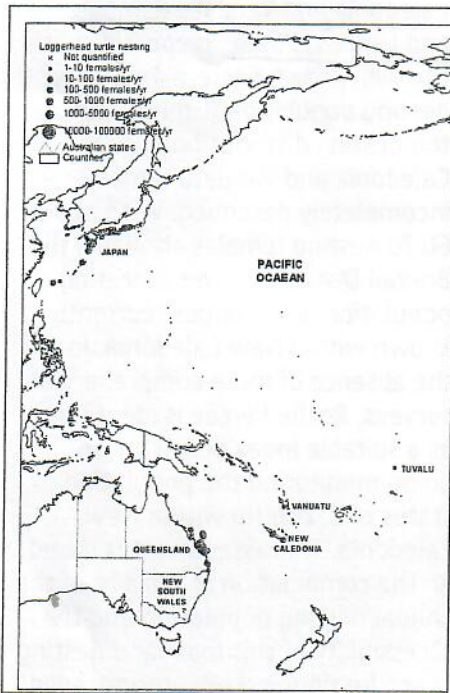 Loggerhead turtle nesting
× Not quantified
1-10 females/yr
10-100 females/yr
100-500 females/yr
500-1000 females/yr
1000-5000 females/yr
10000-100000 females/yr
Australian states
Countries
JAPAN
PACIFIC
OCAEAN
TUVALU
VANUATU
NEW
CALEDONIA
QUEENSLAND
NEW
SOUTH
WALES